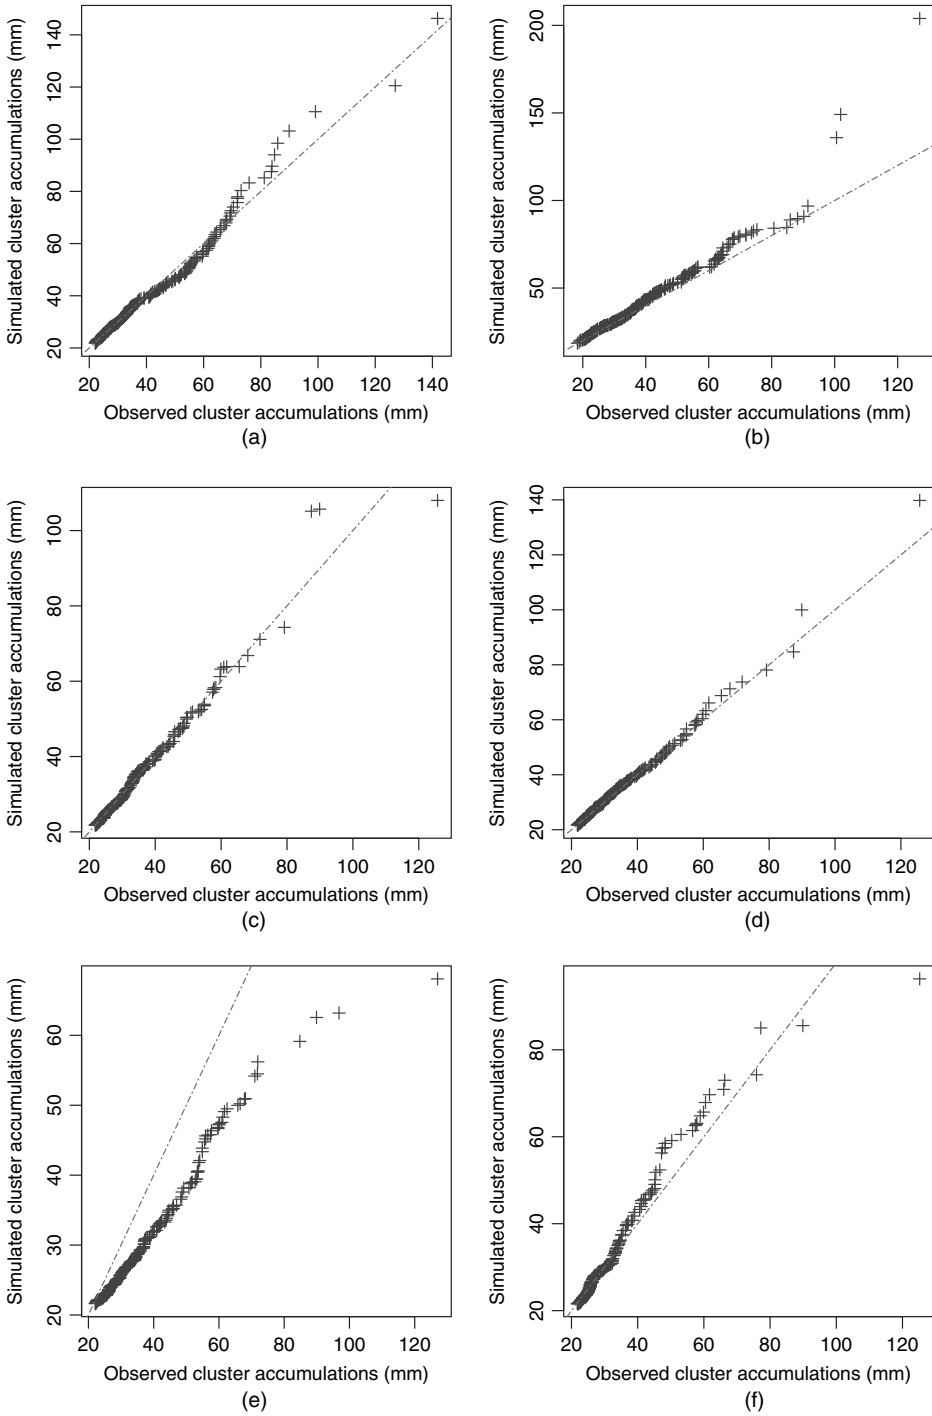 Simulated cluster accumulations (mm)
140
120
100
80
60
40
20
20 40 60 80 100 120 140
Observed cluster accumulations (mm)
(a)
Simulated cluster accumulations (mm)
200
150
100
50
20 40 60 80 100 120
Observed cluster accumulations (mm)
(b)
Simulated cluster accumulations (mm)
100
80
60
40
20
20 40 60 80 100 120
Observed cluster accumulations (mm)
(c)
Simulated cluster accumulations (mm)
140
120
100
80
60
40
20
20 40 60 80 100 120
Observed cluster accumulations (mm)
(d)
Simulated cluster accumulations (mm)
60
50
40
30
20
20 40 60 80 100 120
Observed cluster accumulations (mm)
(e)
Simulated cluster accumulations (mm)
80
60
40
20
20 40 60 80 100 120
Observed cluster accumulations (mm)
(f)